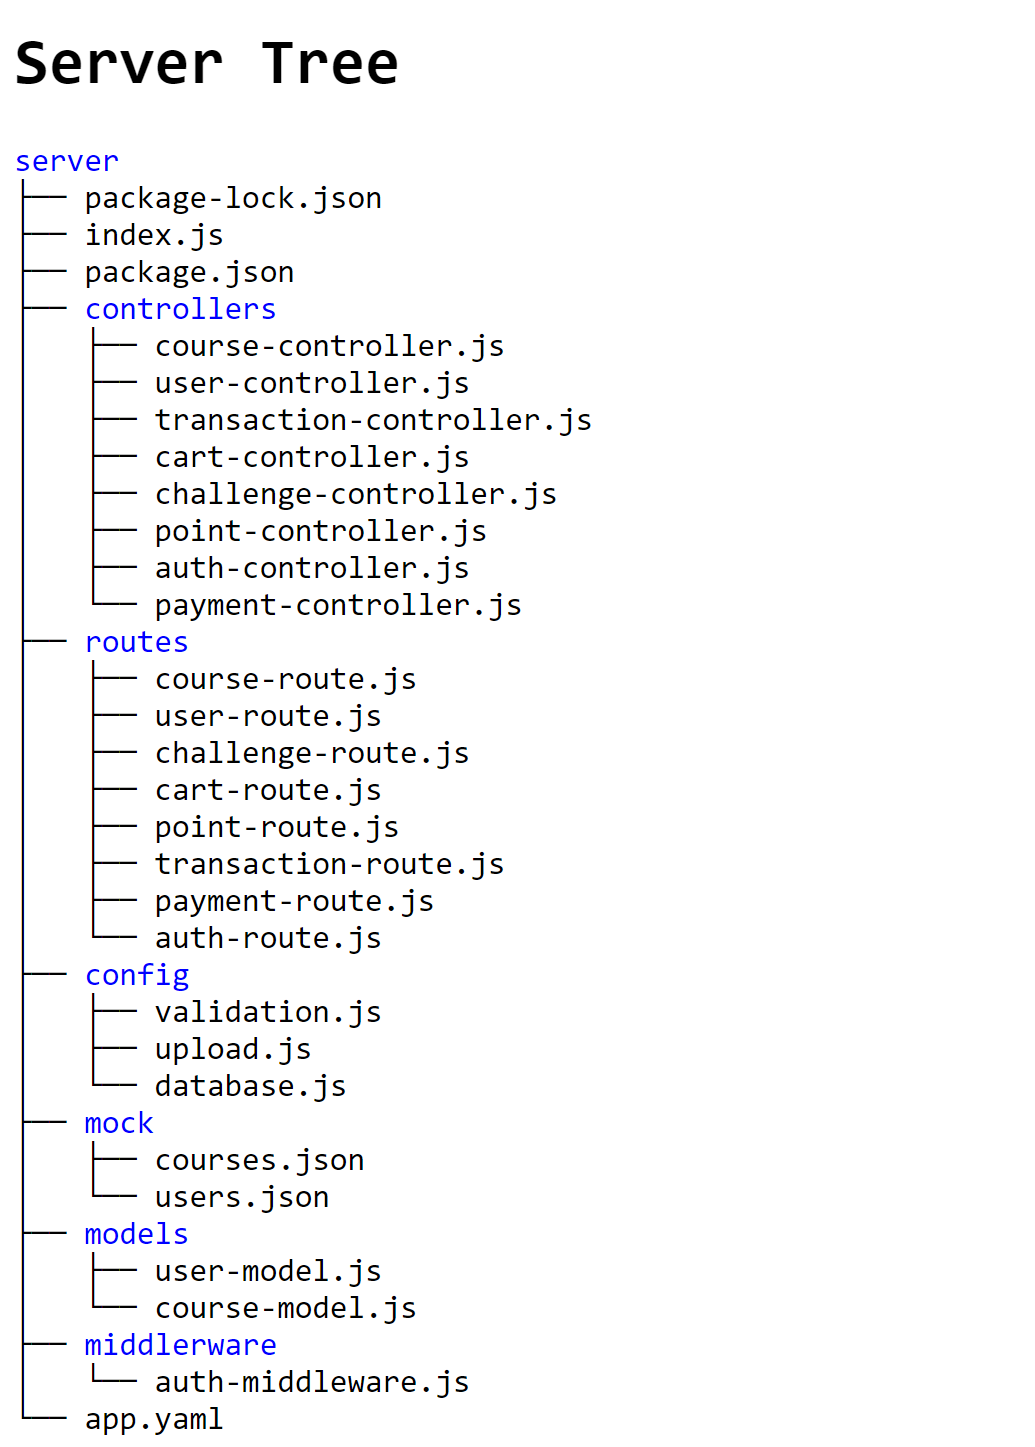 Server Tree
server
├── package-lock.json
├── index.js
├── package.json
├── controllers
│   ├── course-controller.js
│   ├── user-controller.js
│   ├── transaction-controller.js
│   ├── cart-controller.js
│   ├── challenge-controller.js
│   ├── point-controller.js
│   ├── auth-controller.js
│   └── payment-controller.js
├── routes
│   ├── course-route.js
│   ├── user-route.js
│   ├── challenge-route.js
│   ├── cart-route.js
│   ├── point-route.js
│   ├── transaction-route.js
│   ├── payment-route.js
│   └── auth-route.js
├── config
│   ├── validation.js
│   ├── upload.js
│   └── database.js
├── mock
│   ├── courses.json
│   └── users.json
├── models
│   ├── user-model.js
│   └── course-model.js
├── middlerware
│   └── auth-middleware.js
└── app.yaml